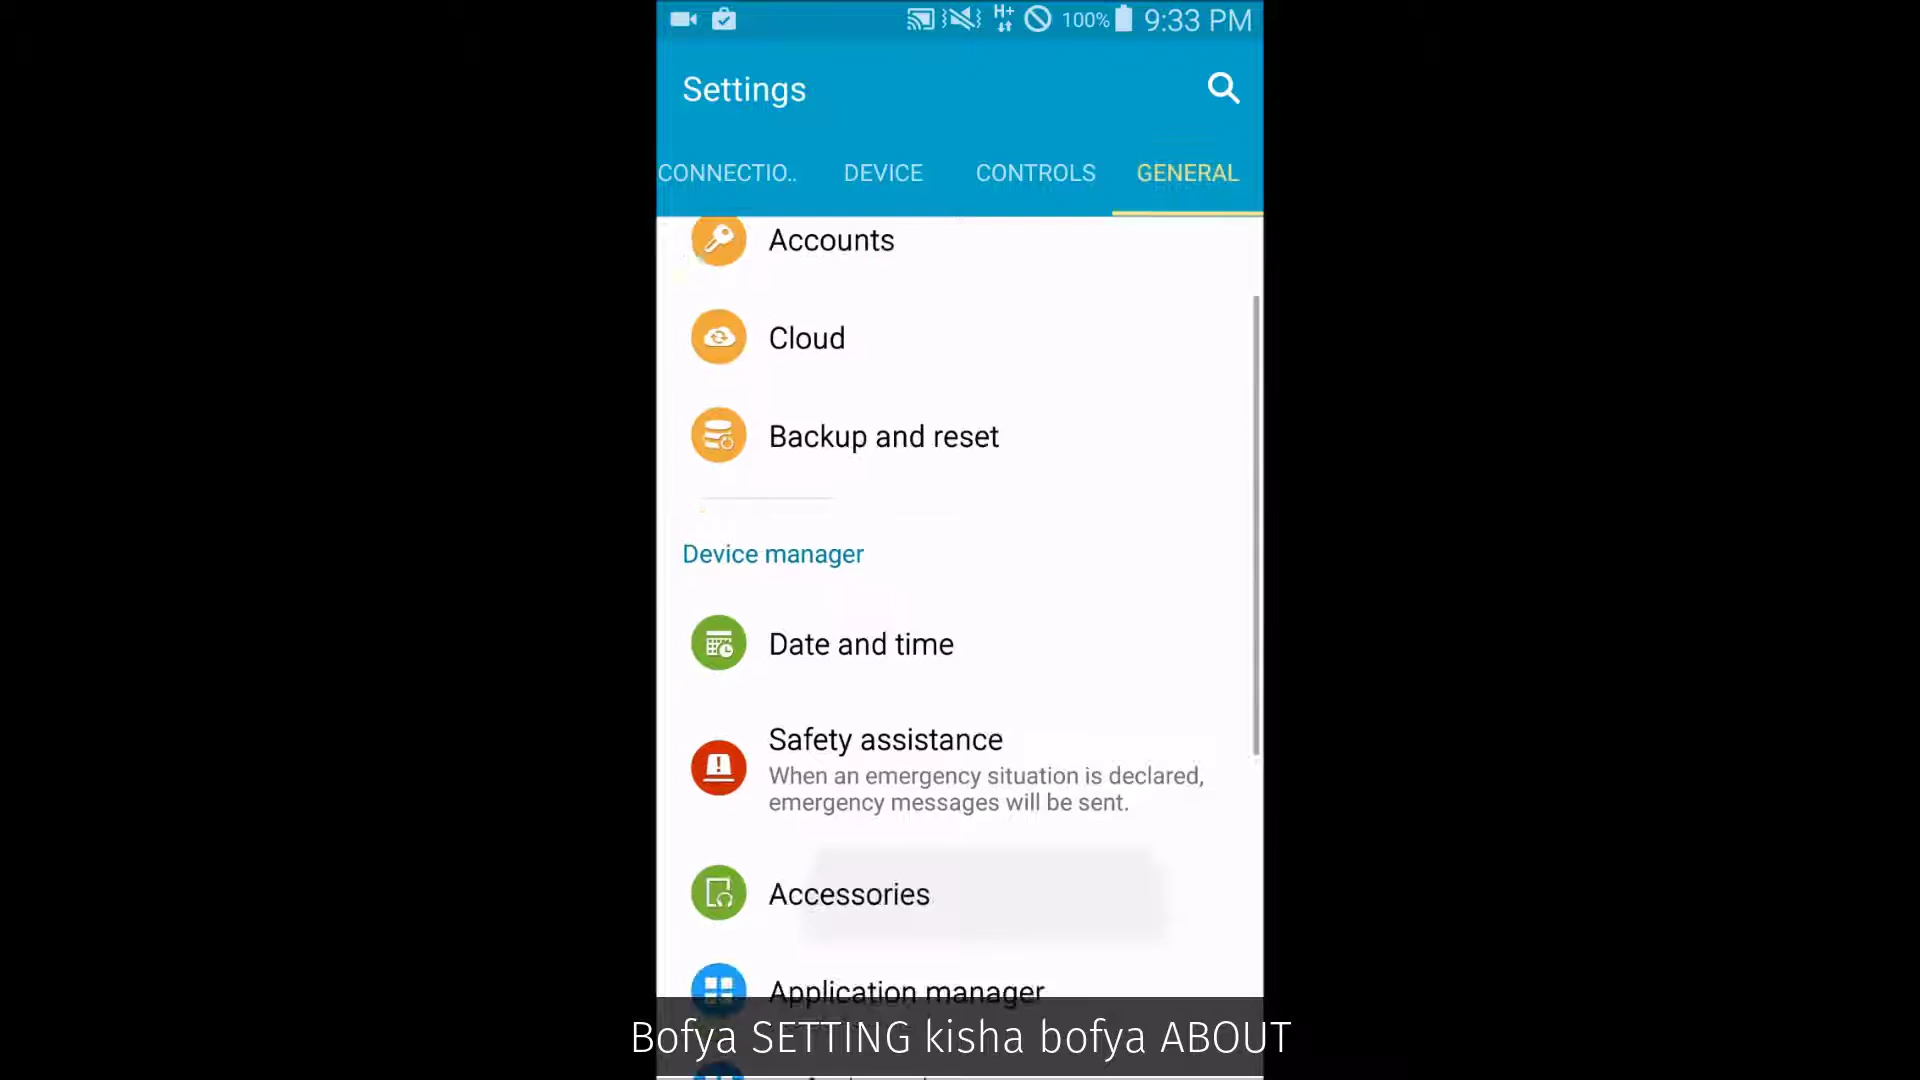 H+ 100% 9:33 PM
Settings
CONNECTIO.. DEVICE CONTROLS GENERAL
Accounts
Cloud
Backup and reset
Device manager
Date and time
Safety assistance
When an emergency situation is declared,
emergency messages will be sent.
Accessories
Application manager
Bofya SETTING kisha bofya ABOUT